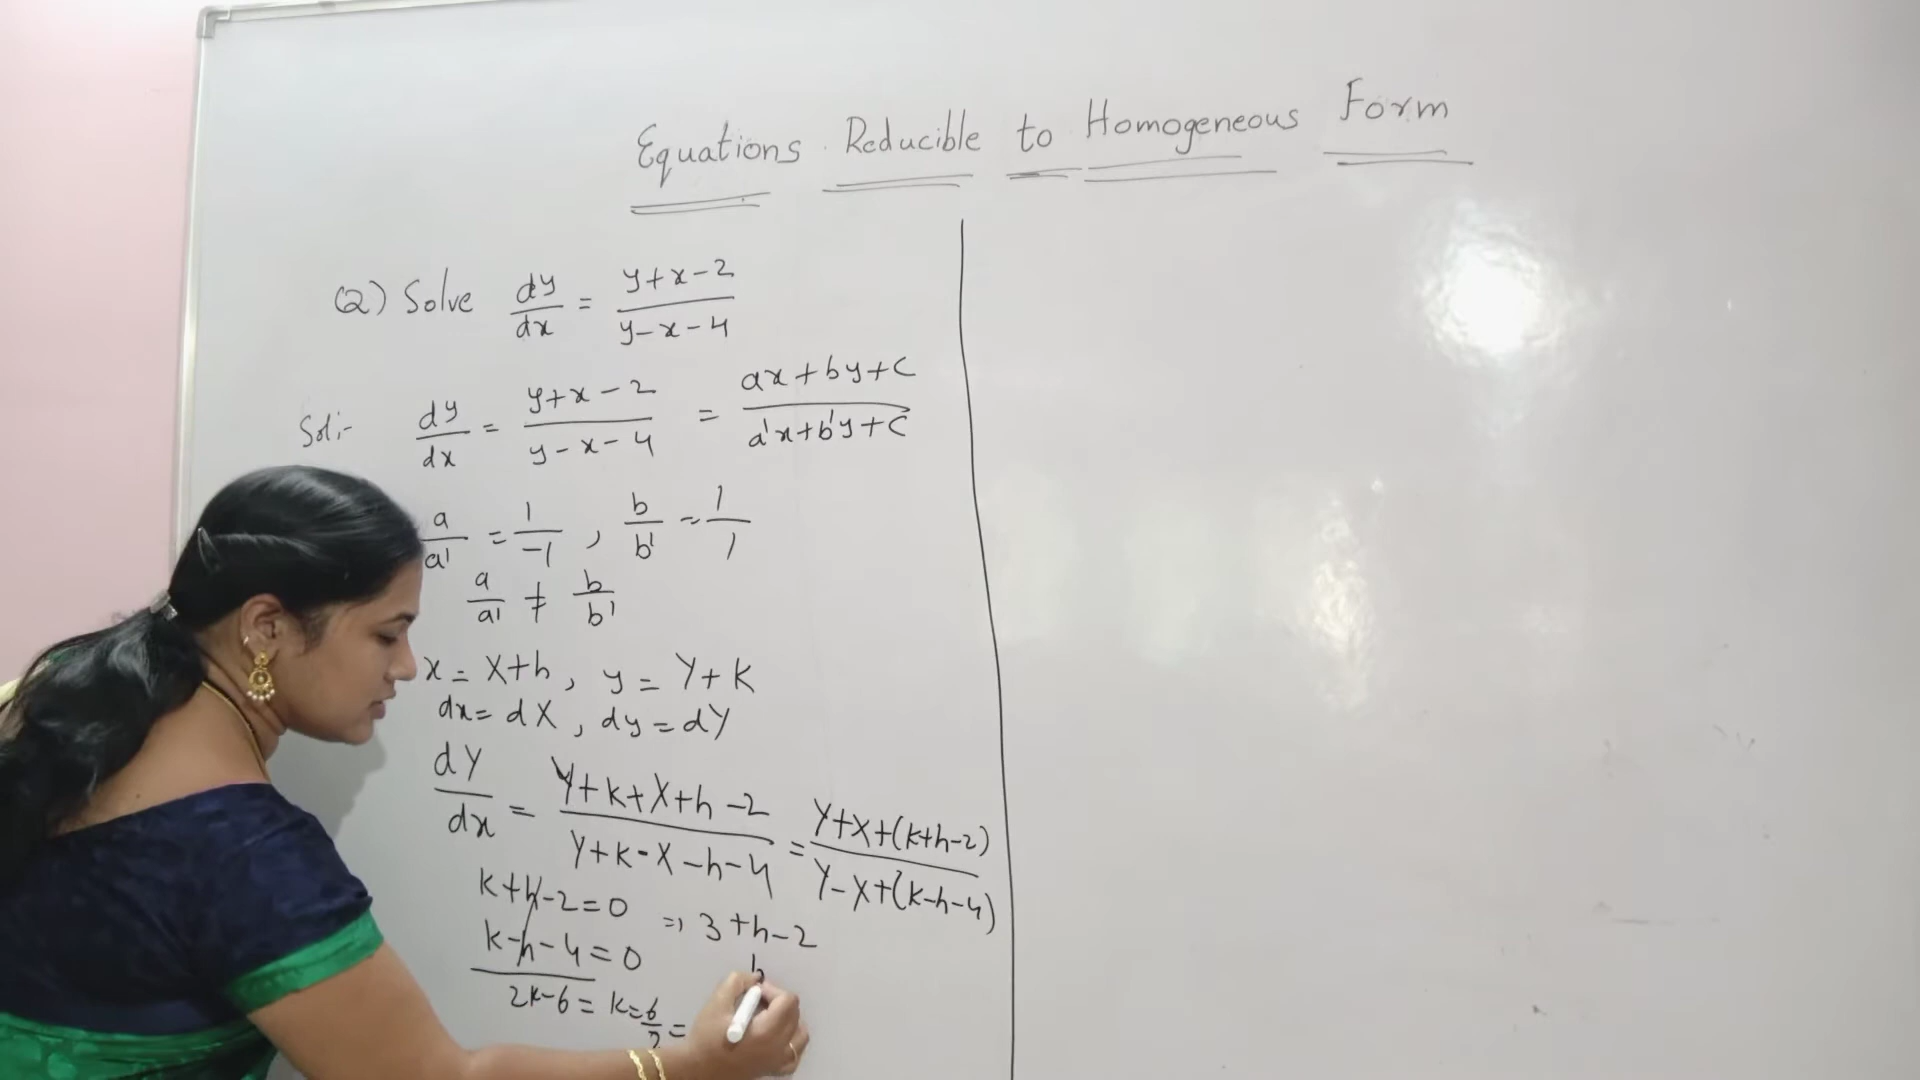 Equations Reducible to Homogeneous Form
Q) Solve dy/dx = y+x-2/y-x-4
Sol:- dy/dx = y+x-2/y-x-4 = ax+by+c/a'x+b'y+c
a/a' = 1/-1 , b/b' = 1/1
a/a' ≠ b/b'
x = X+h , y = Y+k
dx = dX , dy = dY
dY/dx = Y+k+X+h-2/Y+k-X-h-4 = Y+X+(k+h-2)/Y-X+(k-h-4)
k+h-2=0 => 3+h-2
k-h-4=0 h
2k-6= k=6/2=